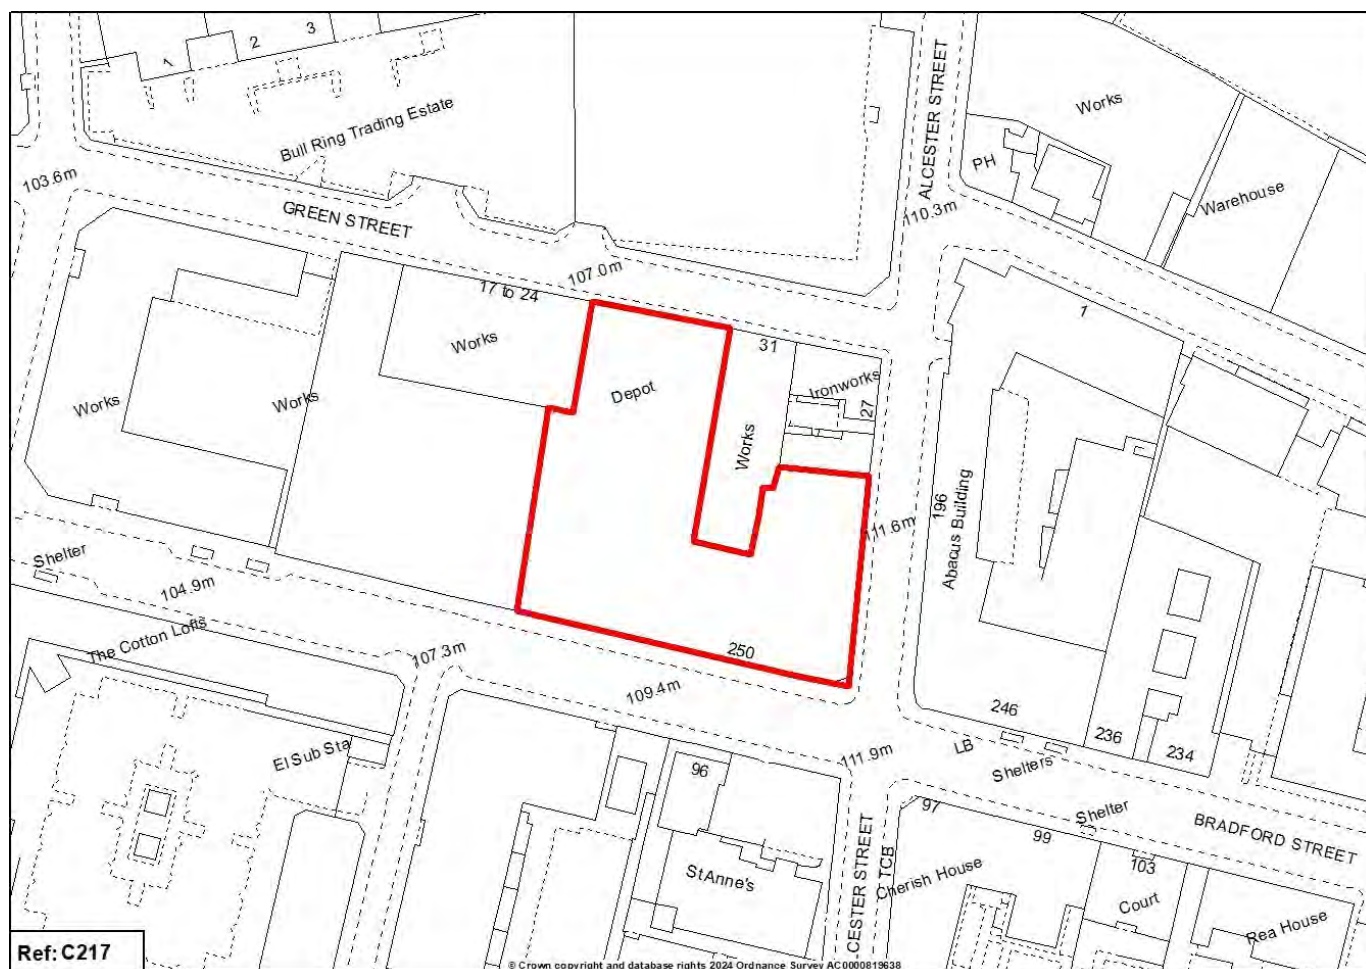 1
2
3
Bull Ring Trading Estate
103.6m
GREEN STREET
ALCESTER STREET
PH
Works
Warehouse
110.3m
107.0m
17 to 24
Works
Depot
31
Ironworks
27
Works
Works
Works
1
196
Abacus Building
111.6m
Shelter
104.9m
The Cotton Lofts
107.3m
250
109.4m
246
236
234
LB
Shelters
111.9m
El Sub Sta
96
St Anne's
CESTER STREET
TCB
97
Cherish House
99
Shelter
103
Court
BRADFORD STREET
Rea House
Ref: C217
© Crown copyright and database rights 2024 Ordnance Survey AC0000819638